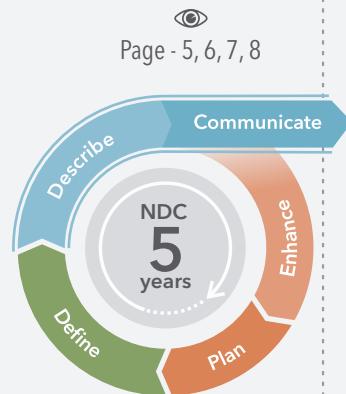 Page - 5, 6, 7, 8
Communicate
Describe
Enhance
NDC
5
years
Define
Plan